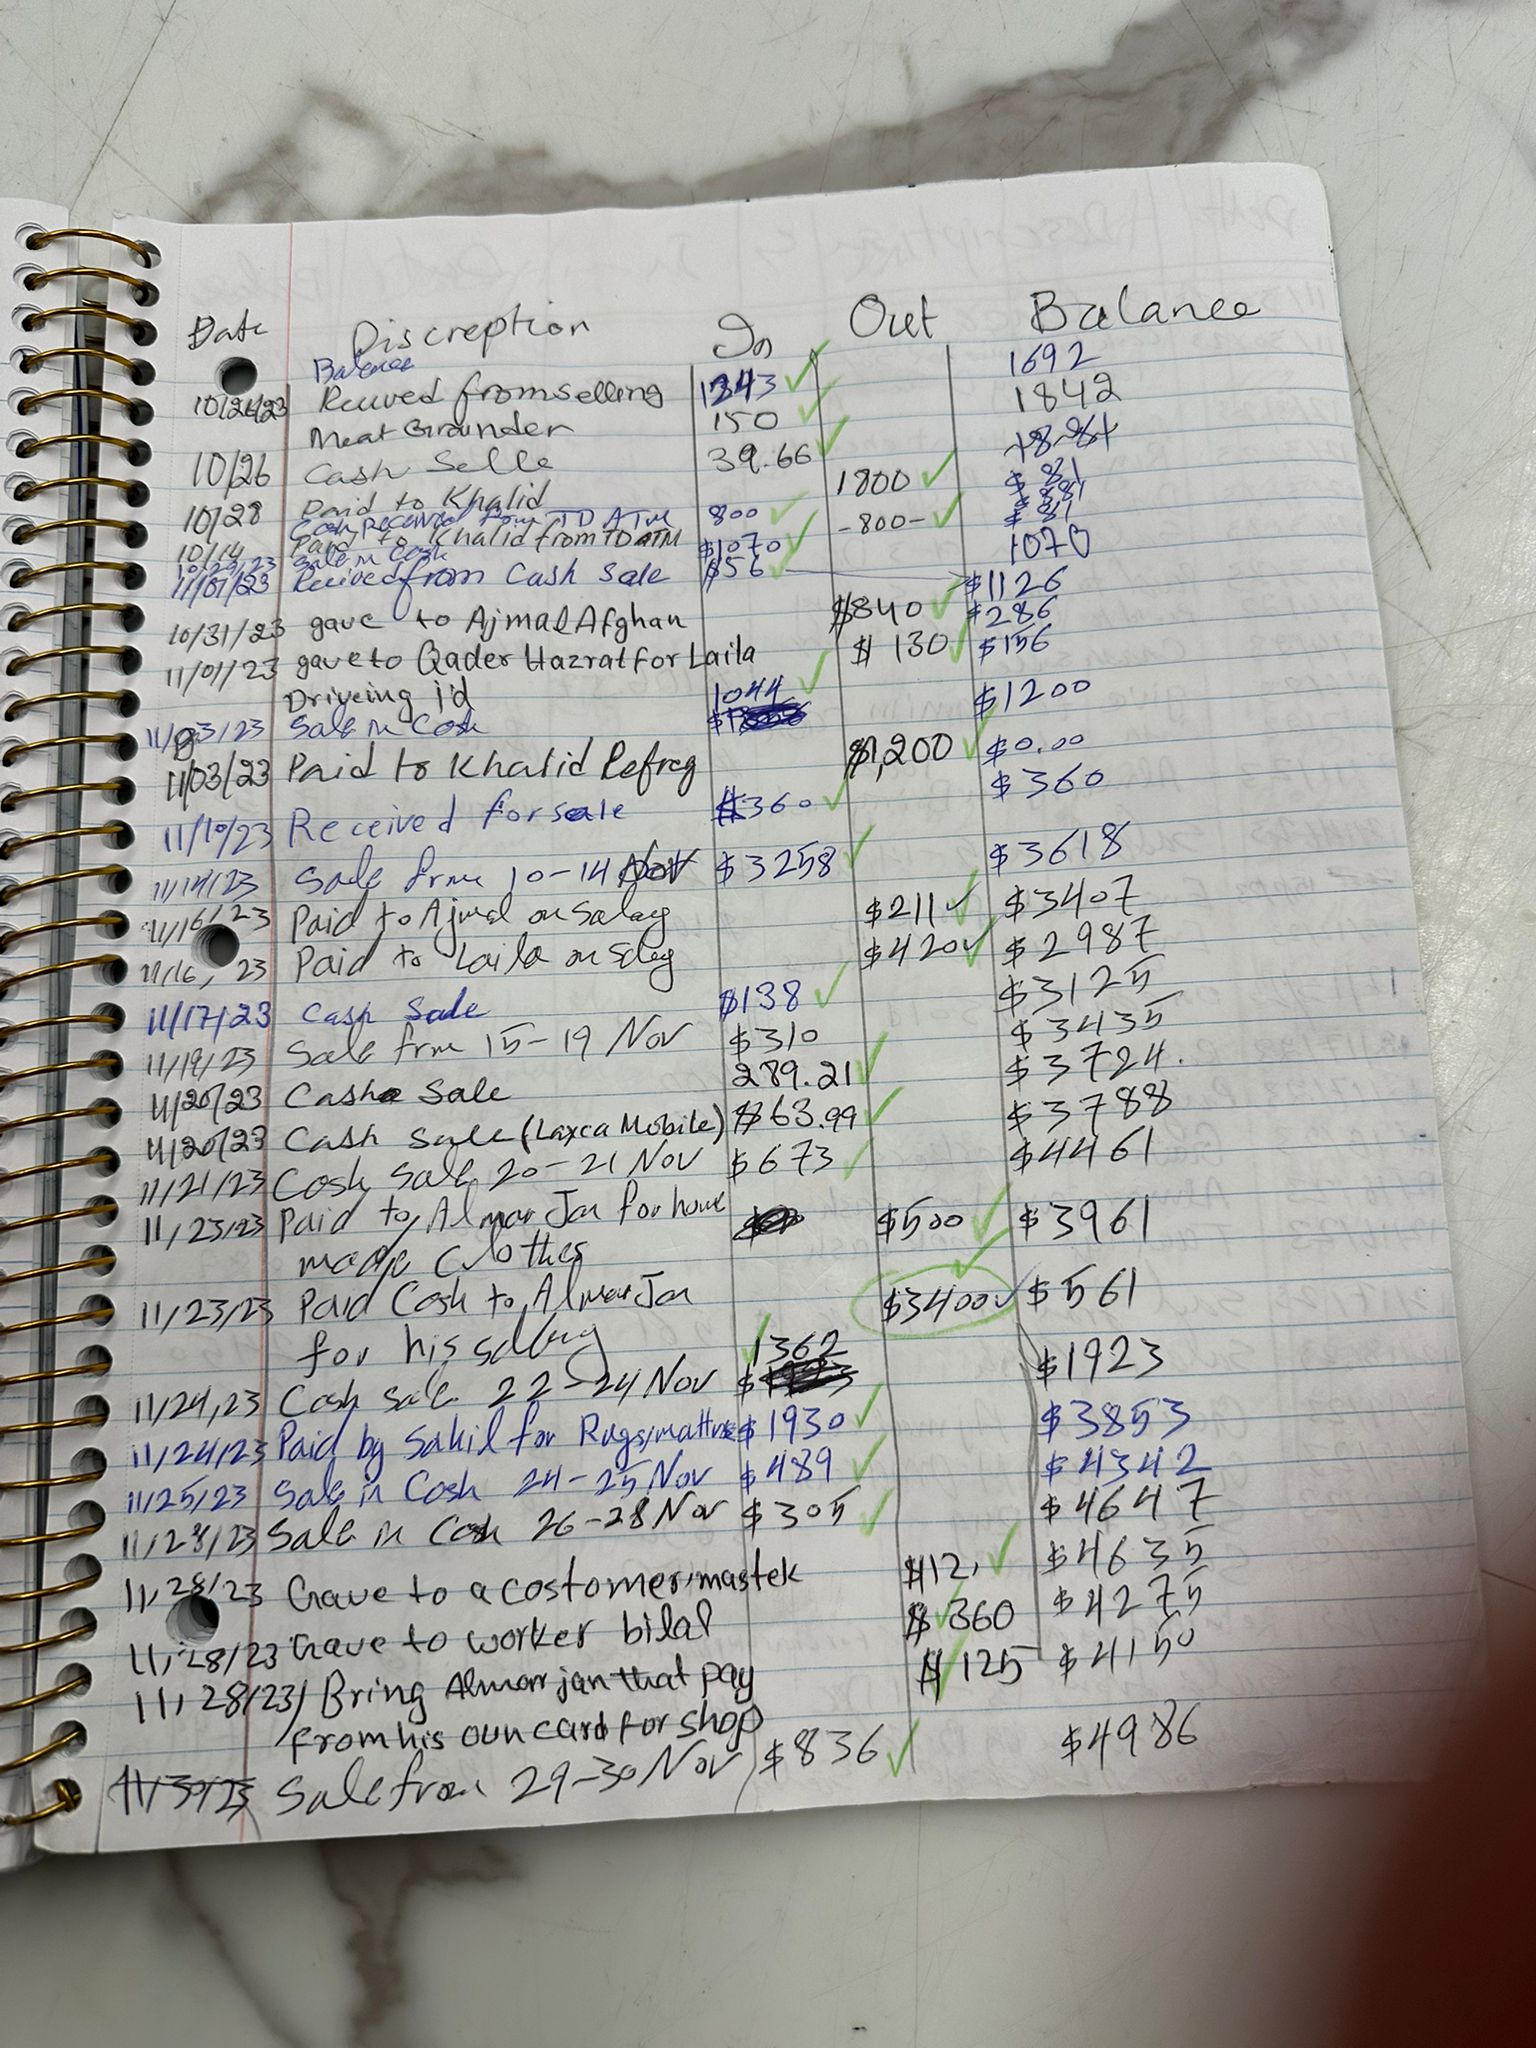 Date Discreption In Out Balance
Balance 1692
10/26/23 Recived from selling 1343 1842
Meat Grander 150
10/26 Cash Selle 39.66 $81
10/28 Paid to Khalid 1800 $881
10/14 Cash Received from TD ATM 800 $81
Paid to Khalid from TD ATM -800- 1070
10/29/23 Sale in Cash $1070
11/01/23 Recived from Cash Sale $56 $1126
10/31/23 gave to Ajmal Afghan $840 $286
11/01/23 gave to Qader Hazrat for Laila $130 $156
Driveing i'd
11/03/23 Sale in Cash 1044 $1200
11/03/23 Paid to Khalid Refreg $1,200 $0.00
11/10/23 Received for sale $360 $360
11/14/23 Sale from 10-14 Nov $3258 $3618
11/16/23 Paid to Ajmal on Salary $211 $3407
11/16, 23 Paid to Laila on Slary $420 $2987
11/17/23 Cash Sale $138 $3125
11/19/23 Sale frm 15-19 Nov $310 $3435
11/20/23 Cash Sale 289.21 $3724.
11/20/23 Cash Sale (Laxca Mobile) $63.99 $3788
11/21/23 Cash Sale 20-21 Nov $673 $4461
11/23/23 Paid to Almar Jan for home $500 $3961
made Clothes
11/23/23 Paid Cash to Almar Jan $3400 $561
for his sallary
11/24,23 Cash sale 22-24 Nov 1362 $1923
11/24/23 Paid by Sahil for Rugs, mattres $1930 $3853
11/25/23 Sale in Cash 24-25 Nov $489 $4342
11/28/23 Sale in Cash 26-28 Nov $305 $4647
11, 28/23 Gave to a costomer, mastek $12, $4635
11, 28/23 Gave to worker bilal $360 $4275
11, 28/23 Bring Almar jan that pay $125 $4150
from his own card for shop
11/30/23 Sale from 29-30 Nov $836 $4986